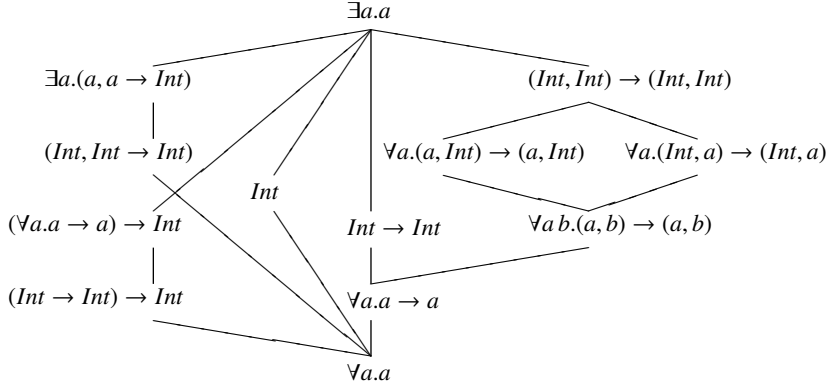 ∃a.a
∃a.(a, a → Int)
(Int, Int) → (Int, Int)
(Int, Int → Int)
∀a.(a, Int) → (a, Int)
∀a.(Int, a) → (Int, a)
Int
(∀a.a → a) → Int
Int → Int
∀a b.(a, b) → (a, b)
(Int → Int) → Int
∀a.a → a
∀a.a